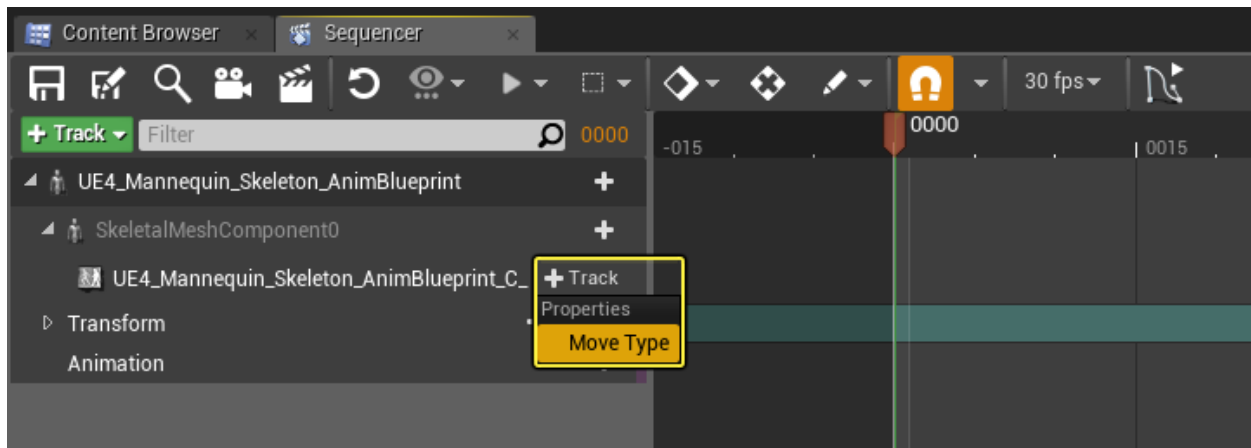 Content Browser
Sequencer
30 fps
+ Track
Filter
0000
-015
0000
0015
UE4_Mannequin_Skeleton_AnimBlueprint
SkeletalMeshComponent0
UE4_Mannequin_Skeleton_AnimBlueprint_C_
+ Track
Properties
Transform
Move Type
Animation